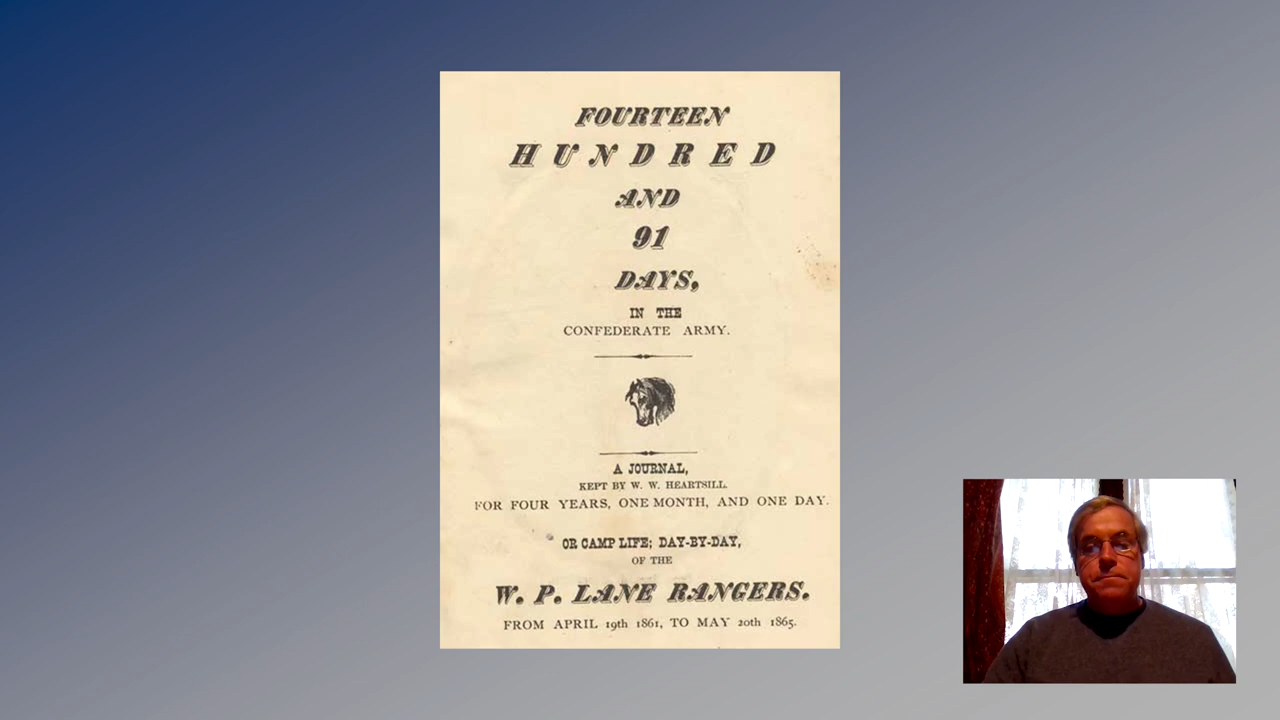 FOURTEEN
HUNDRED
AND
91
DAYS,
IN THE
CONFEDERATE ARMY.
A JOURNAL,
KEPT BY W. W. HEARTSILL.
FOR FOUR YEARS, ONE MONTH, AND ONE DAY.
OR CAMP LIFE; DAY-BY-DAY,
OF THE
W. P. LANE RANGERS.
FROM APRIL 19th 1861, TO MAY 20th 1865.